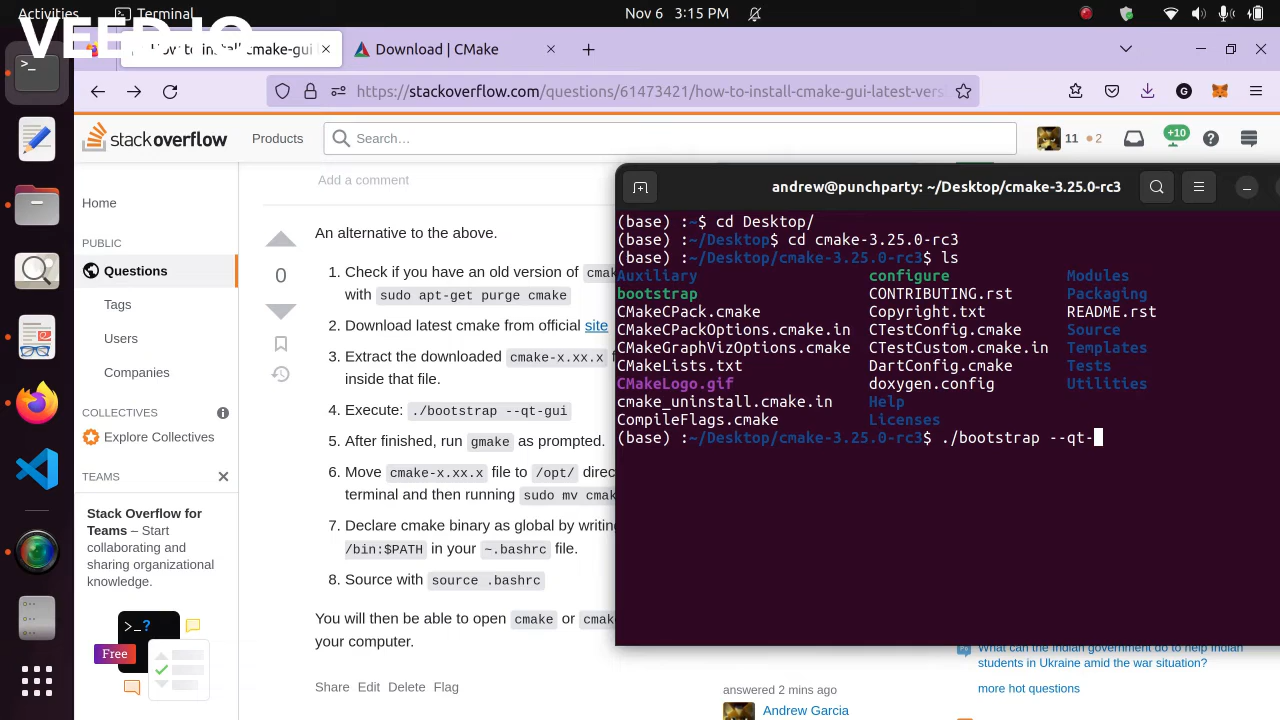 Activities
Terminal
Nov 6 3:15 PM
VEED.IO
How to install cmake-gui l
Download | CMake
https://stackoverflow.com/questions/61473421/how-to-install-cmake-gui-latest-vers
stackoverflow
Products
Search…
11
2
+10
Home
PUBLIC
Questions
Tags
Users
Companies
COLLECTIVES
Explore Collectives
TEAMS
Stack Overflow for
Teams – Start
collaborating and
sharing organizational
knowledge.
Free
Add a comment
An alternative to the above.
0
1. Check if you have an old version of cmak
with sudo apt-get purge cmake
2. Download latest cmake from official site
3. Extract the downloaded cmake-x.xx.x f
inside that file.
4. Execute: ./bootstrap --qt-gui
5. After finished, run gmake as prompted.
6. Move cmake-x.xx.x file to /opt/ direc
terminal and then running sudo mv cmak
7. Declare cmake binary as global by writing
/bin:$PATH in your ~.bashrc file.
8. Source with source .bashrc
You will then be able to open cmake or cmak
your computer.
Share Edit Delete Flag
answered 2 mins ago
Andrew Garcia
andrew@punchparty: ~/Desktop/cmake-3.25.0-rc3
(base) :~$ cd Desktop/
(base) :~/Desktop$ cd cmake-3.25.0-rc3
(base) :~/Desktop/cmake-3.25.0-rc3$ ls
Auxiliary configure Modules
bootstrap CONTRIBUTING.rst Packaging
CMakeCPack.cmake Copyright.txt README.rst
CMakeCPackOptions.cmake.in CTestConfig.cmake Source
CMakeGraphVizOptions.cmake CTestCustom.cmake.in Templates
CMakeLists.txt DartConfig.cmake Tests
CMakeLogo.gif doxygen.config Utilities
cmake_uninstall.cmake.in Help
CompileFlags.cmake Licenses
(base) :~/Desktop/cmake-3.25.0-rc3$ ./bootstrap --qt-
What can the Indian government do to help Indian
students in Ukraine amid the war situation?
more hot questions